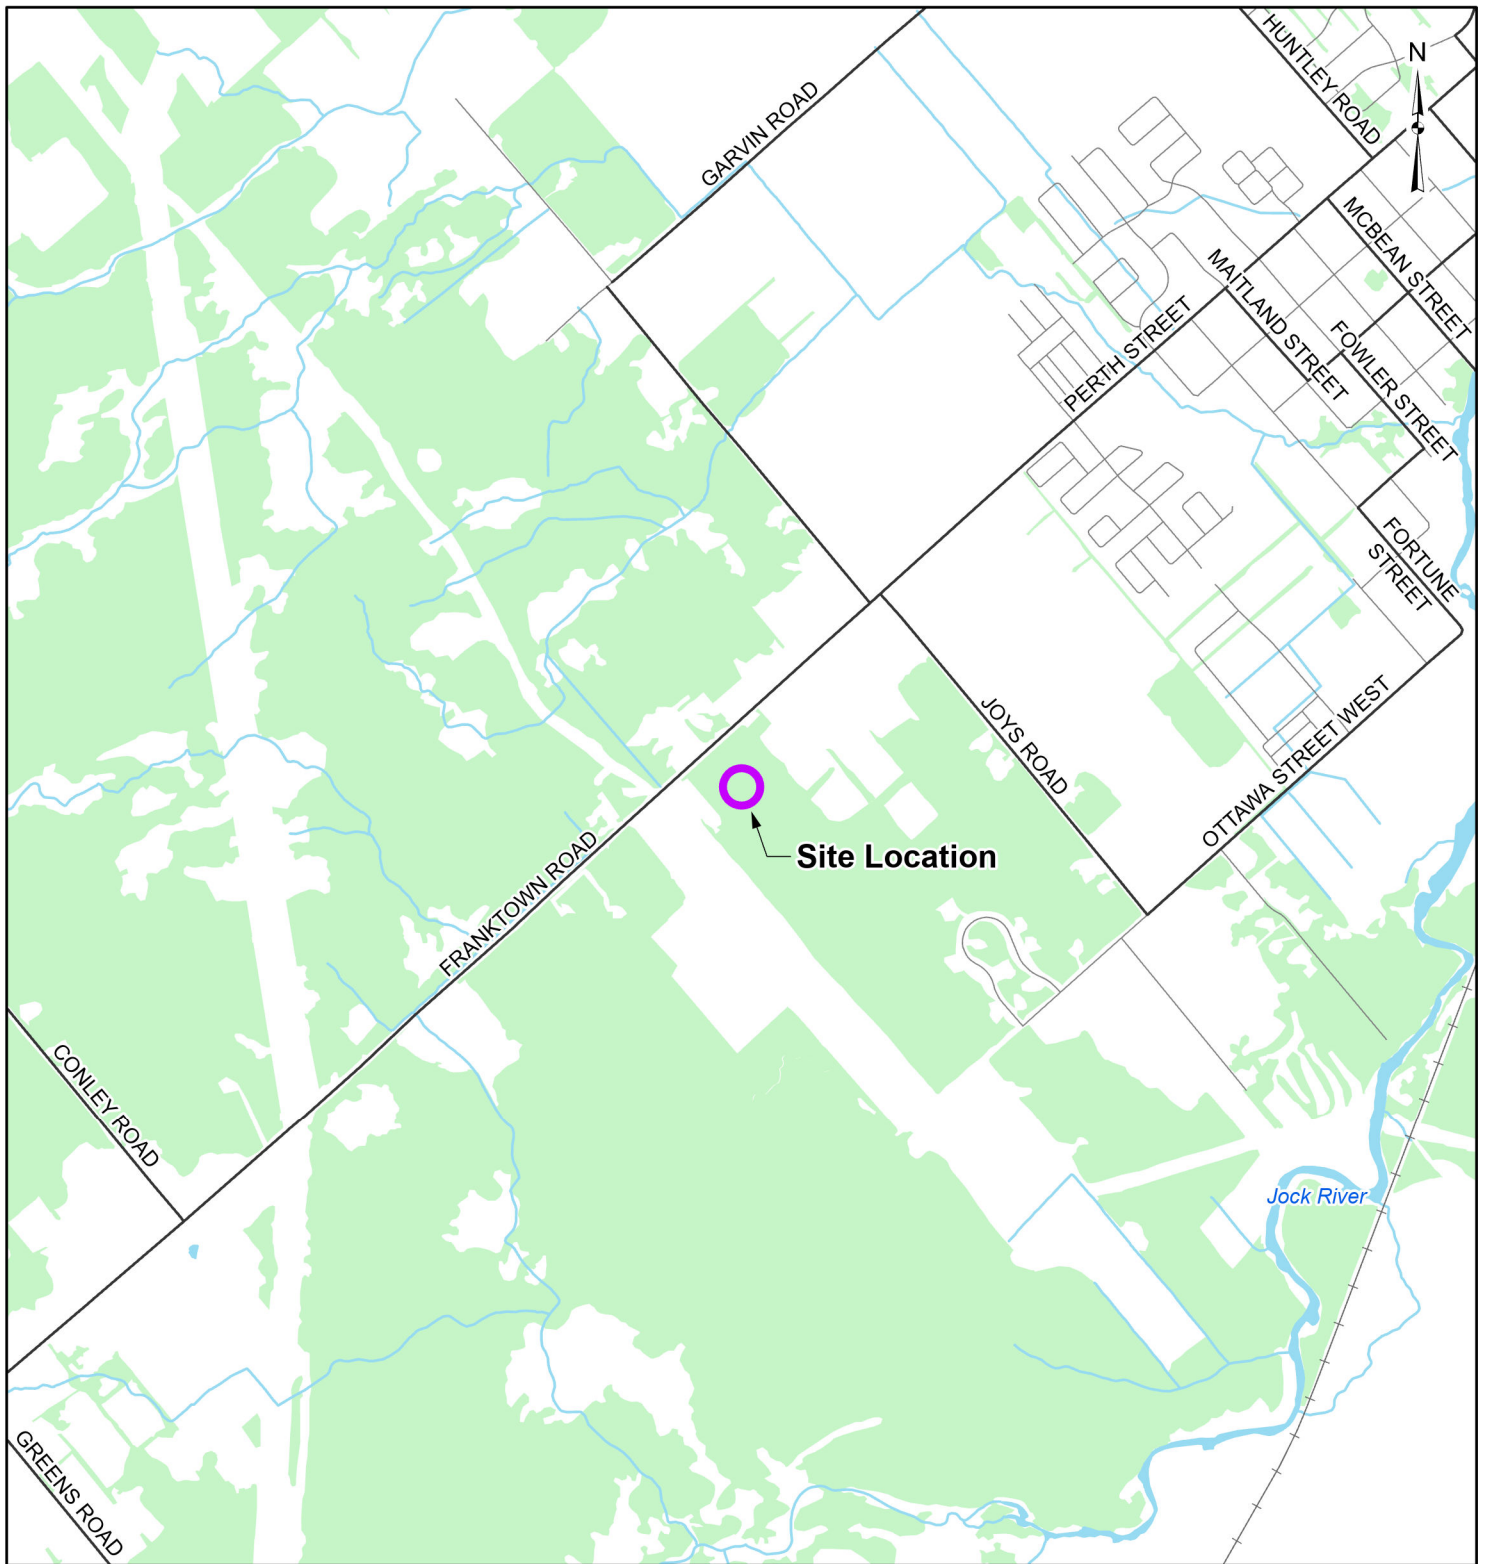 HUNTLEY ROAD
N
GARVIN ROAD
MCBEAN STREET
MAITLAND STREET
PERTH STREET
FOWLER STREET
FORTUNE
STREET
JOYS ROAD
OTTAWA STREET WEST
Site Location
FRANKTOWN ROAD
CONLEY ROAD
Jock River
GREENS ROAD